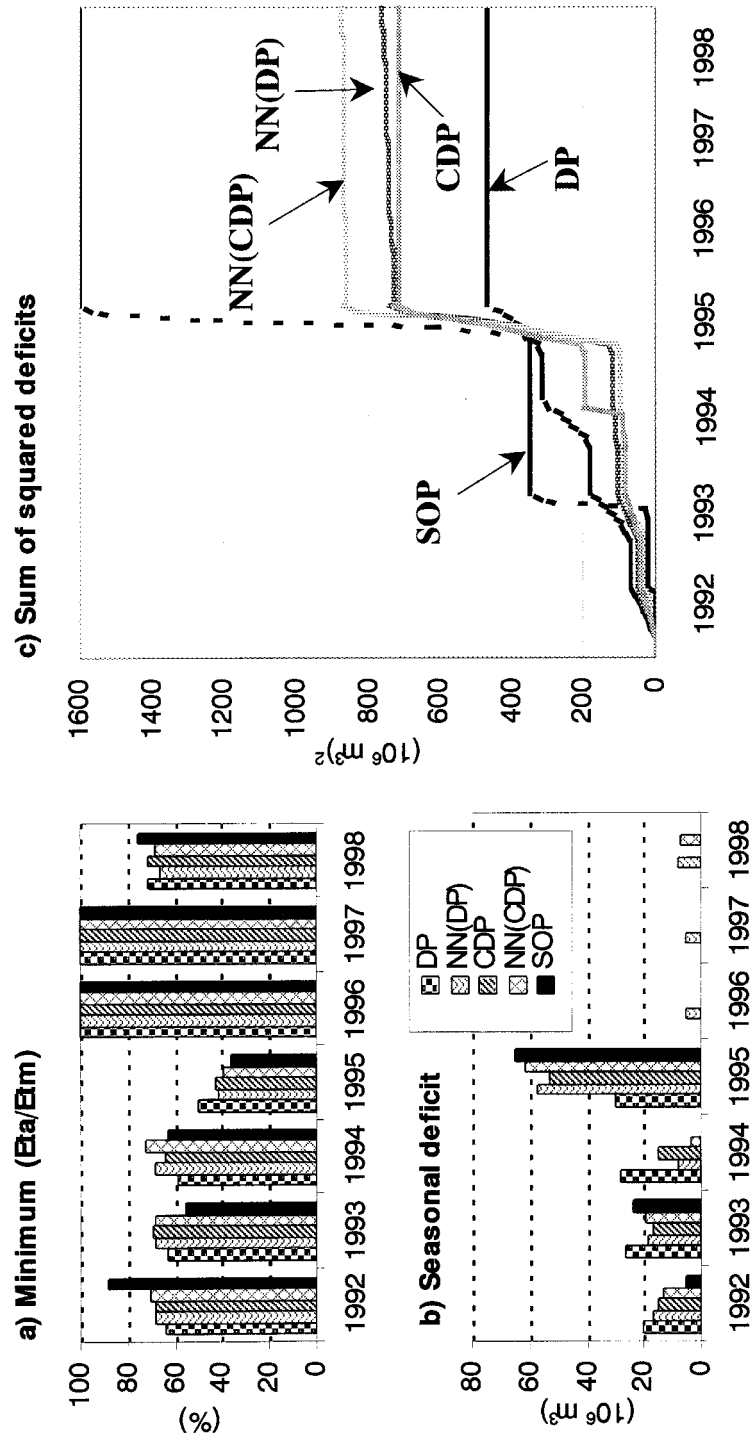 a) Minimum (Eta/Etm)
(%)
100
80
60
40
20
0
1992
1993
1994
1995
1996
1997
1998
b) Seasonal deficit
(10⁶ m³)
80
60
40
20
0
DP
NN(DP)
CDP
NN(CDP)
SOP
1992
1993
1994
1995
1996
1997
1998
c) Sum of squared deficits
(10⁶ m³)²
1600
1400
1200
1000
800
600
400
200
0
NN(CDP)
NN(DP)
CDP
DP
SOP
1992
1993
1994
1995
1996
1997
1998